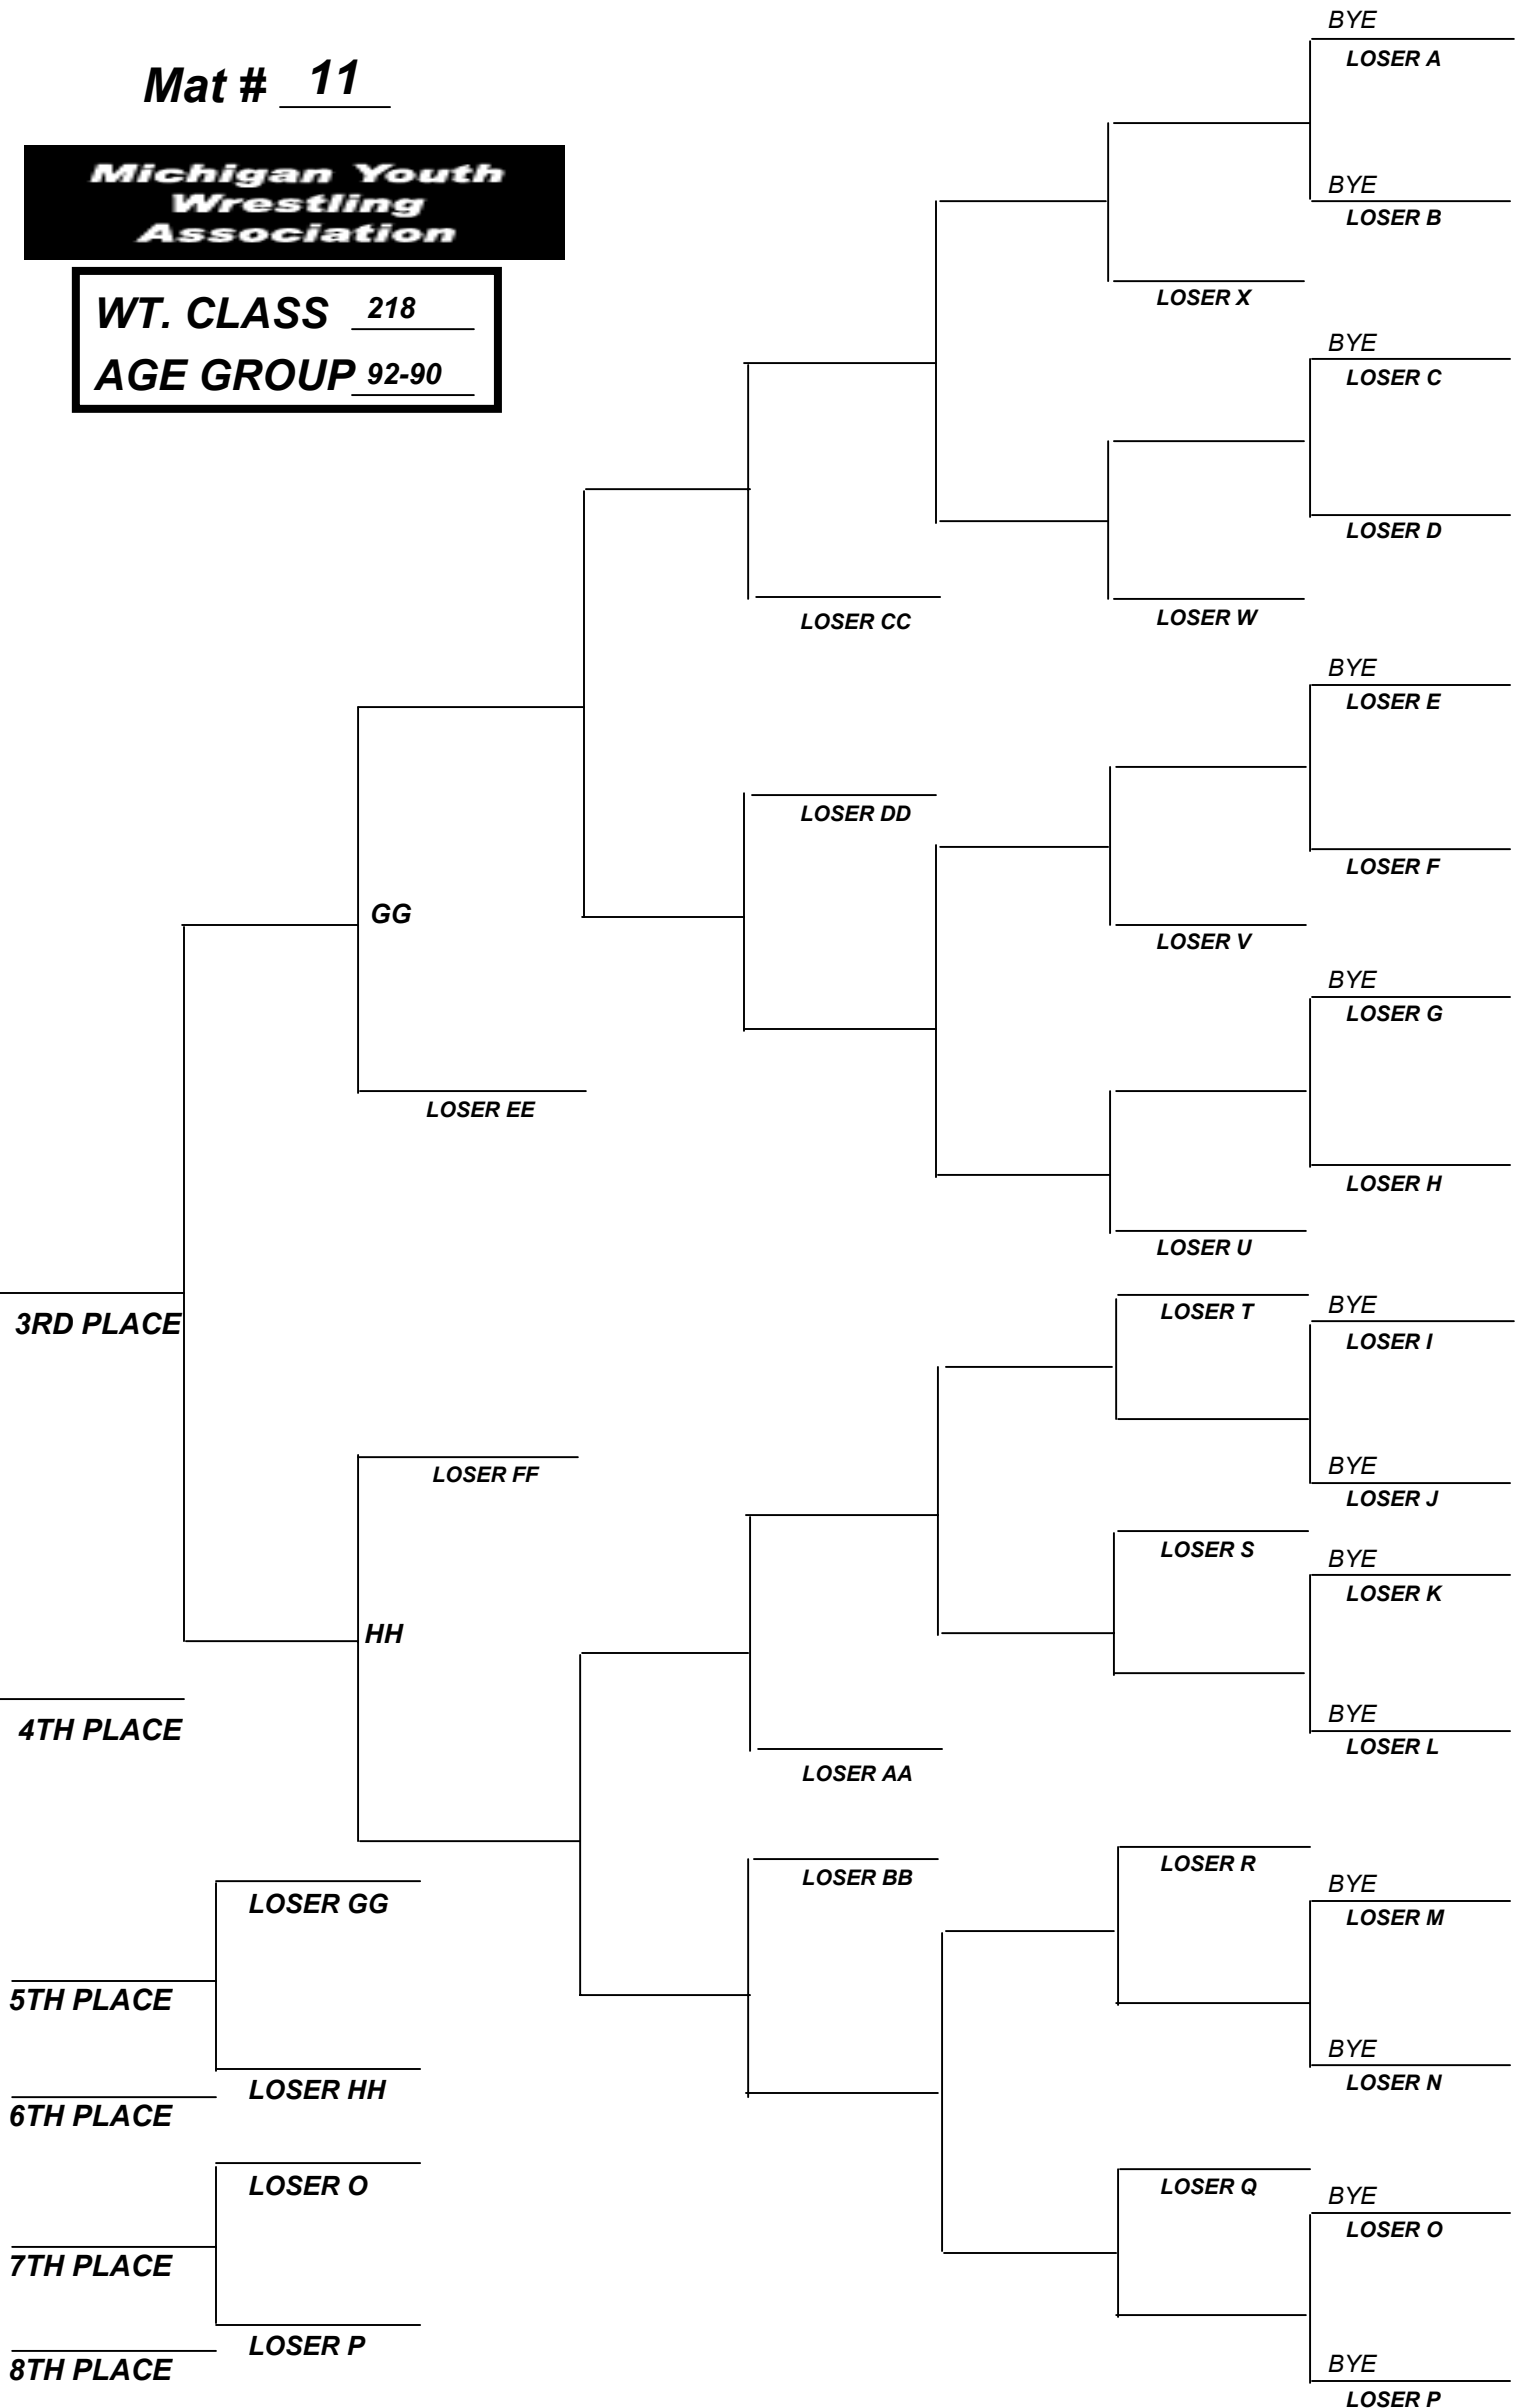 Mat # 11
Michigan Youth
Wrestling
Association
WT. CLASS 218
AGE GROUP 92-90
BYE
LOSER A
BYE
LOSER B
LOSER X
BYE
LOSER C
LOSER D
LOSER CC
LOSER W
BYE
LOSER E
LOSER DD
LOSER F
GG
LOSER V
BYE
LOSER G
LOSER EE
LOSER H
LOSER U
3RD PLACE
LOSER T
BYE
LOSER I
LOSER FF
BYE
LOSER J
LOSER S
BYE
LOSER K
HH
4TH PLACE
BYE
LOSER L
LOSER AA
LOSER BB
LOSER R
BYE
LOSER M
LOSER GG
5TH PLACE
BYE
LOSER N
LOSER HH
6TH PLACE
LOSER O
LOSER Q
BYE
LOSER O
7TH PLACE
LOSER P
8TH PLACE
BYE
LOSER P